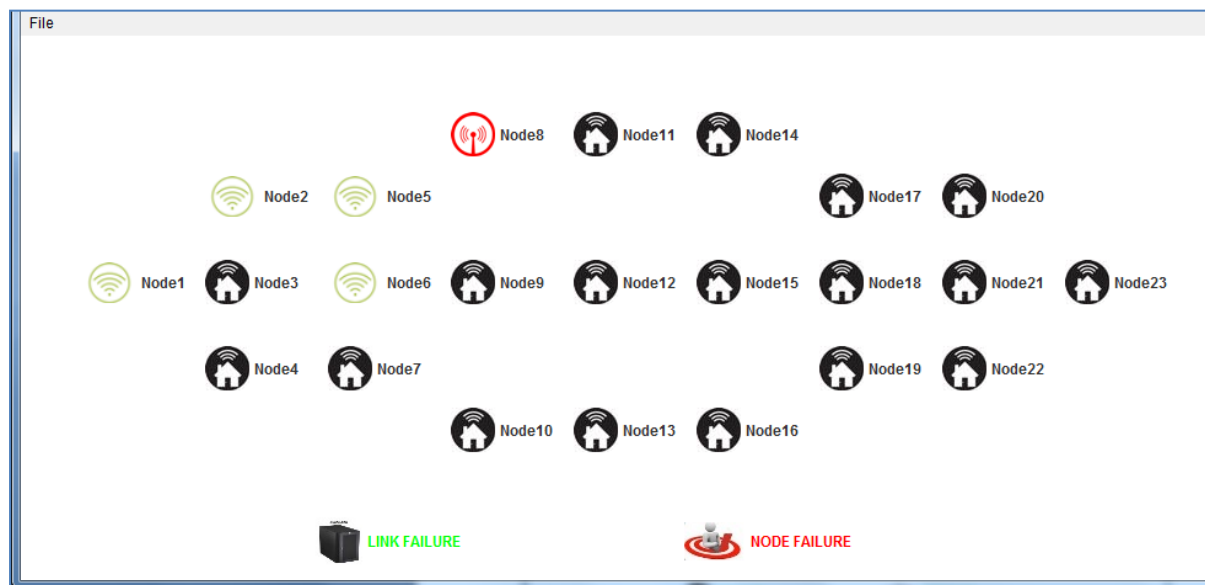 File
Node8 Node11 Node14
Node2 Node5 Node17 Node20
Node1 Node3 Node6 Node9 Node12 Node15 Node18 Node21 Node23
Node4 Node7 Node19 Node22
Node10 Node13 Node16
LINK FAILURE NODE FAILURE